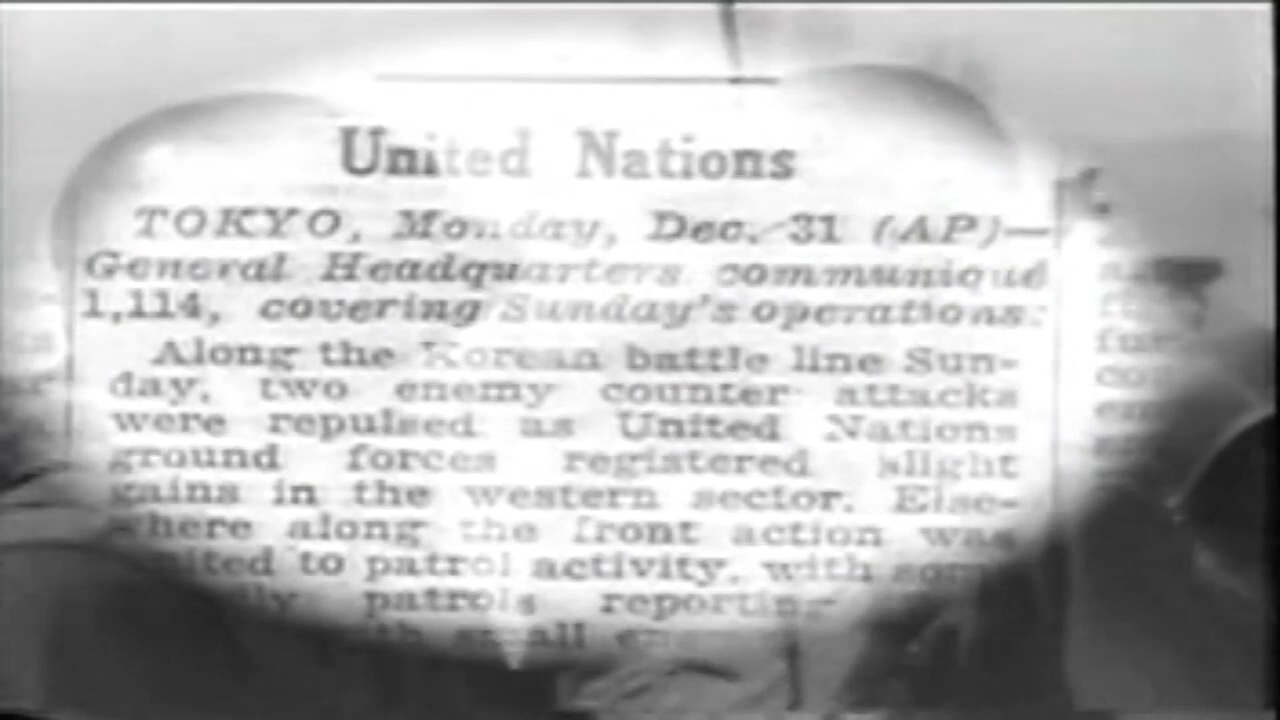 United Nations
TOKYO, Monday, Dec. 31 (AP)—
General Headquarters communique
1,114, covering Sunday's operations:
Along the Korean battle line Sun-
day, two enemy counter attacks
were repulsed as United Nations
ground forces registered slight
gains in the western sector. Else-
where along the front action was
to patrol activity, with
patrols reporting
small